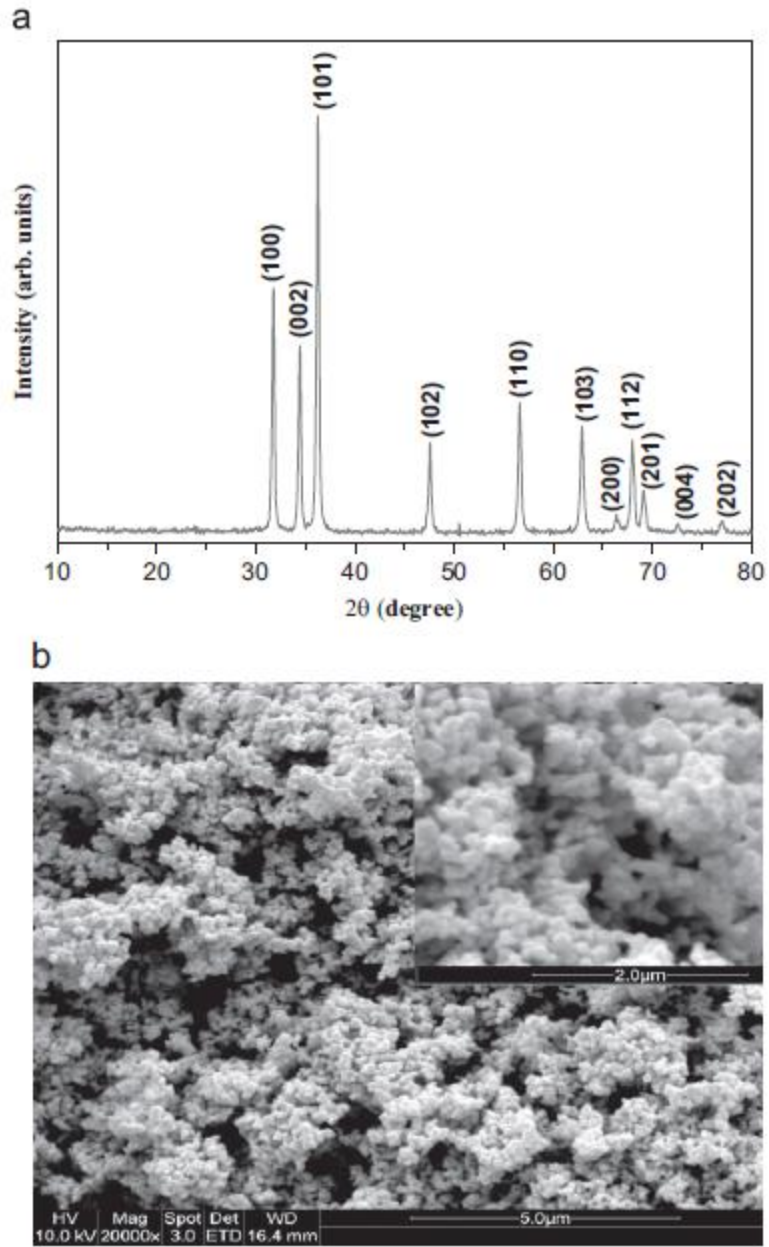 a
Intensity (arb. units)
(100)
(002)
(101)
(102)
(110)
(103)
(200)
(112)
(201)
(004)
(202)
10 20 30 40 50 60 70 80
2θ (degree)
b
2.0µm
HV Mag Spot Det WD
10.0 kV 20000x 3.0 ETD 16.4 mm 5.0µm